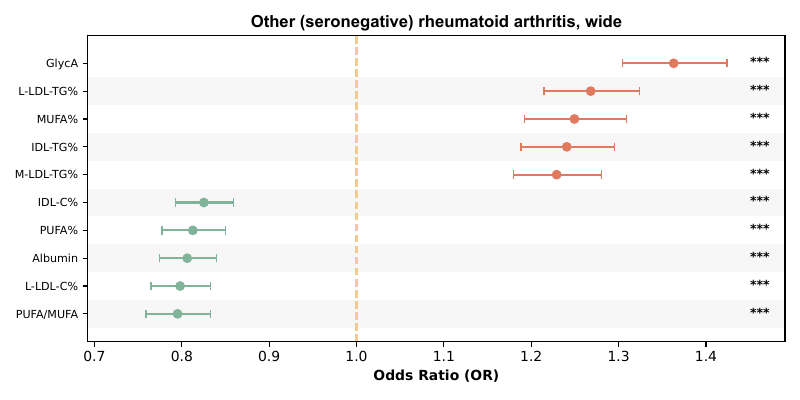 Other (seronegative) rheumatoid arthritis, wide
GlycA ***
L-LDL-TG% ***
MUFA% ***
IDL-TG% ***
M-LDL-TG% ***
IDL-C% ***
PUFA% ***
Albumin ***
L-LDL-C% ***
PUFA/MUFA ***
0.7 0.8 0.9 1.0 1.1 1.2 1.3 1.4
Odds Ratio (OR)